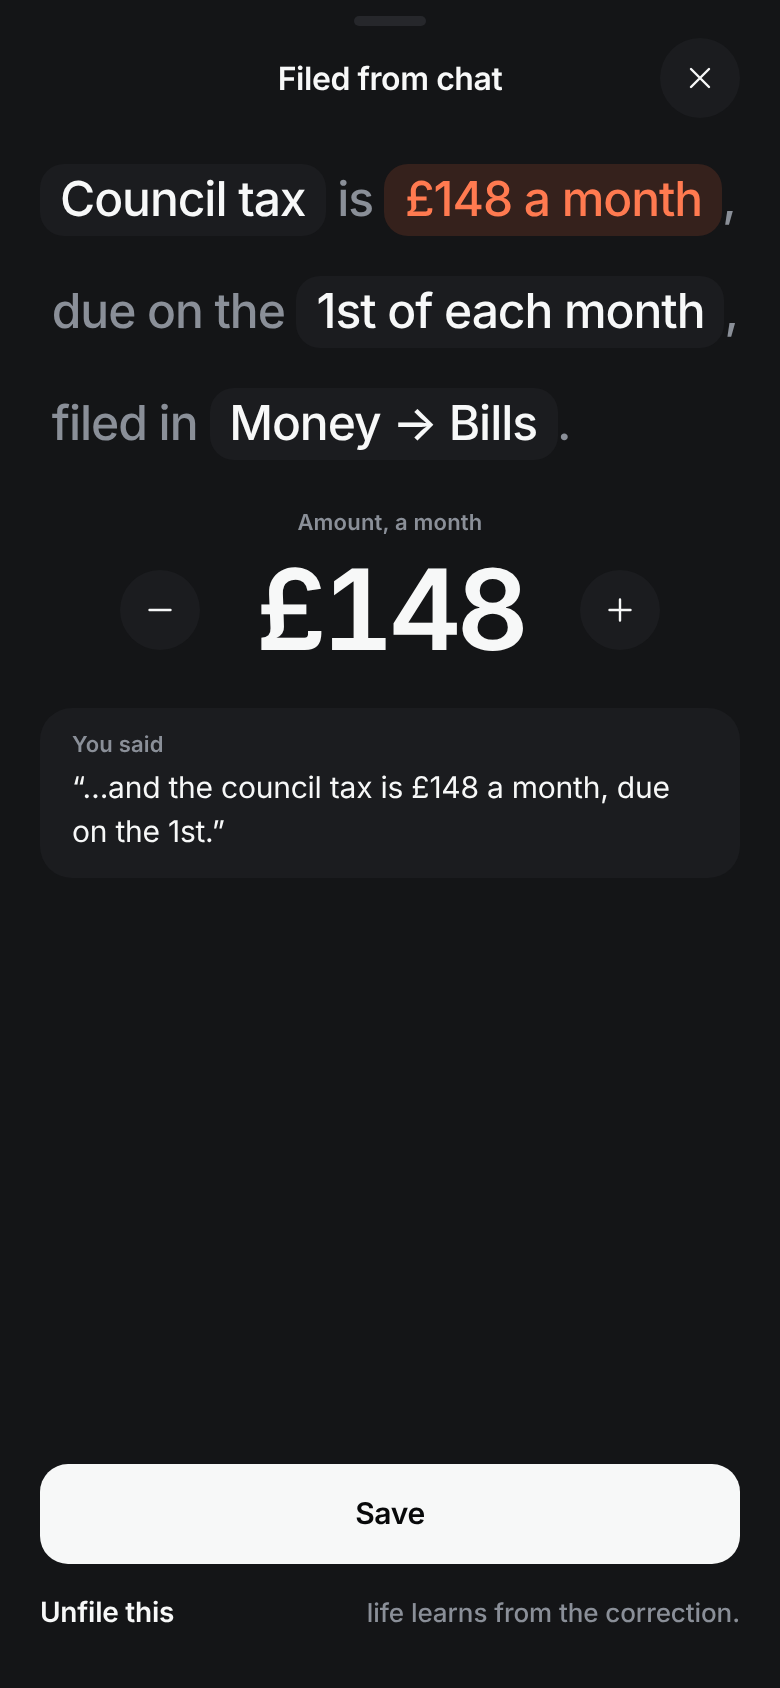 Filed from chat
Council tax is £148 a month,
due on the 1st of each month,
filed in Money → Bills.
Amount, a month
− £148 +
You said
“…and the council tax is £148 a month, due
on the 1st.”
Save
Unfile this
life learns from the correction.